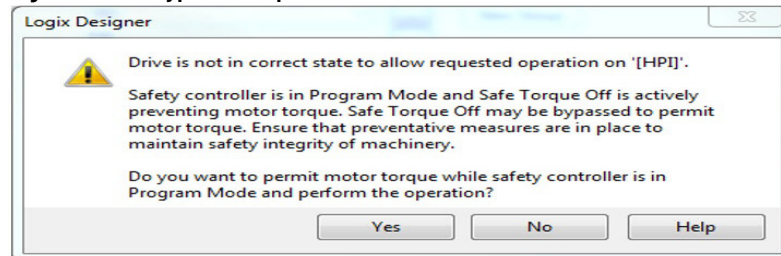 Logix Designer
Drive is not in correct state to allow requested operation on '[HPI]'.
Safety controller is in Program Mode and Safe Torque Off is actively
preventing motor torque. Safe Torque Off may be bypassed to permit
motor torque. Ensure that preventative measures are in place to
maintain safety integrity of machinery.
Do you want to permit motor torque while safety controller is in
Program Mode and perform the operation?
Yes No Help